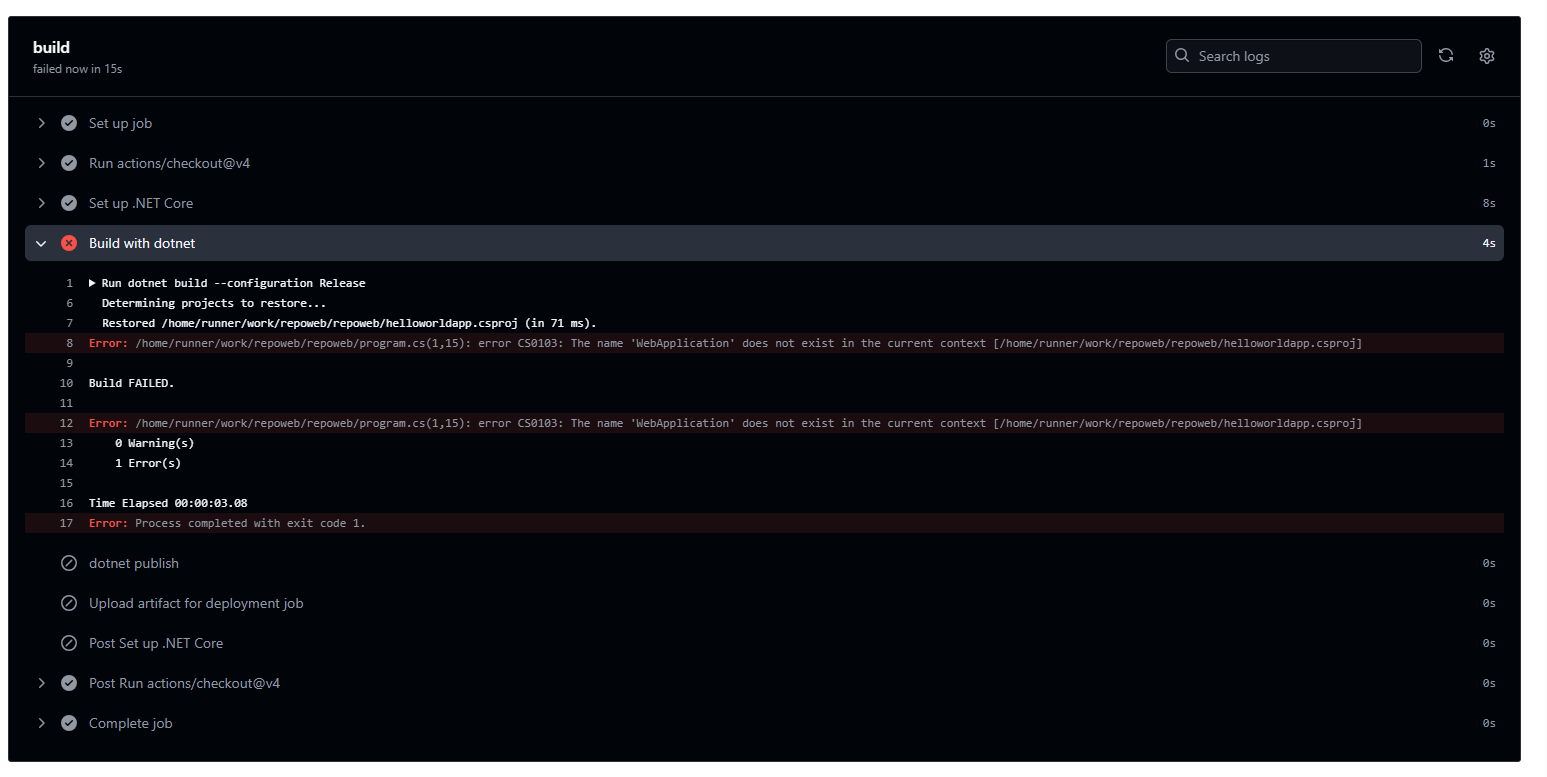 build
failed now in 15s
Search logs
Set up job 0s
Run actions/checkout@v4 1s
Set up .NET Core 8s
Build with dotnet 4s
1 Run dotnet build --configuration Release
6 Determining projects to restore...
7 Restored /home/runner/work/repoweb/repoweb/helloworldapp.csproj (in 71 ms).
8 Error: /home/runner/work/repoweb/repoweb/program.cs(1,15): error CS0103: The name 'WebApplication' does not exist in the current context [/home/runner/work/repoweb/repoweb/helloworldapp.csproj]
9
10 Build FAILED.
11
12 Error: /home/runner/work/repoweb/repoweb/program.cs(1,15): error CS0103: The name 'WebApplication' does not exist in the current context [/home/runner/work/repoweb/repoweb/helloworldapp.csproj]
13 0 Warning(s)
14 1 Error(s)
15
16 Time Elapsed 00:00:03.08
17 Error: Process completed with exit code 1.
dotnet publish 0s
Upload artifact for deployment job 0s
Post Set up .NET Core 0s
Post Run actions/checkout@v4 0s
Complete job 0s